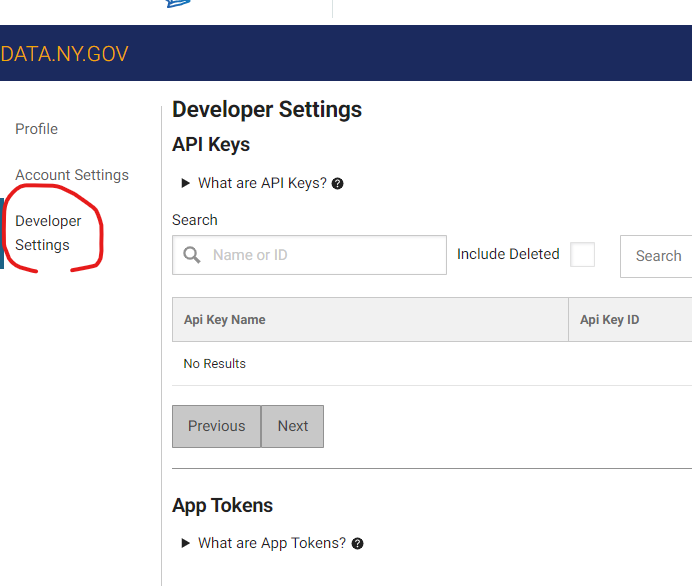 DATA.NY.GOV
Profile
Account Settings
Developer
Settings
Developer Settings
API Keys
What are API Keys? ?
Search
Name or ID
Include Deleted
Search
Api Key Name
Api Key ID
No Results
Previous
Next
App Tokens
What are App Tokens? ?